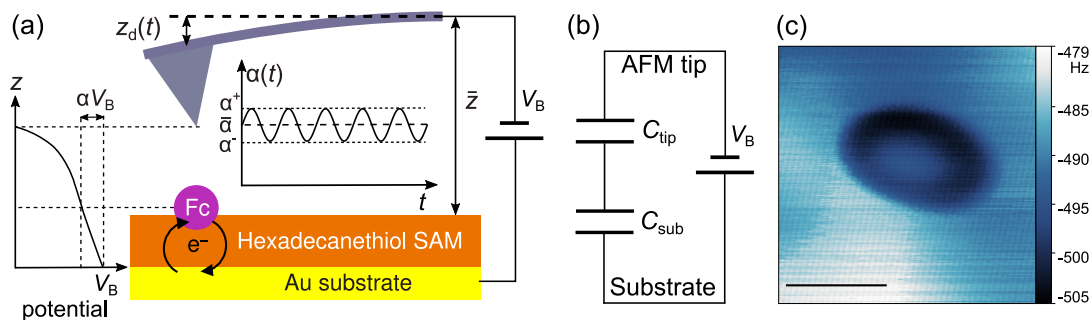 (a)
z_d(t)
z
αV_B
α(t)
α⁺
ᾱ
α⁻
t
z̄
V_B
Fc
e⁻
Hexadecanethiol SAM
Au substrate
V_B
potential
(b)
AFM tip
C_tip
V_B
C_sub
Substrate
(c)
-479
Hz
-485
-490
-495
-500
-505